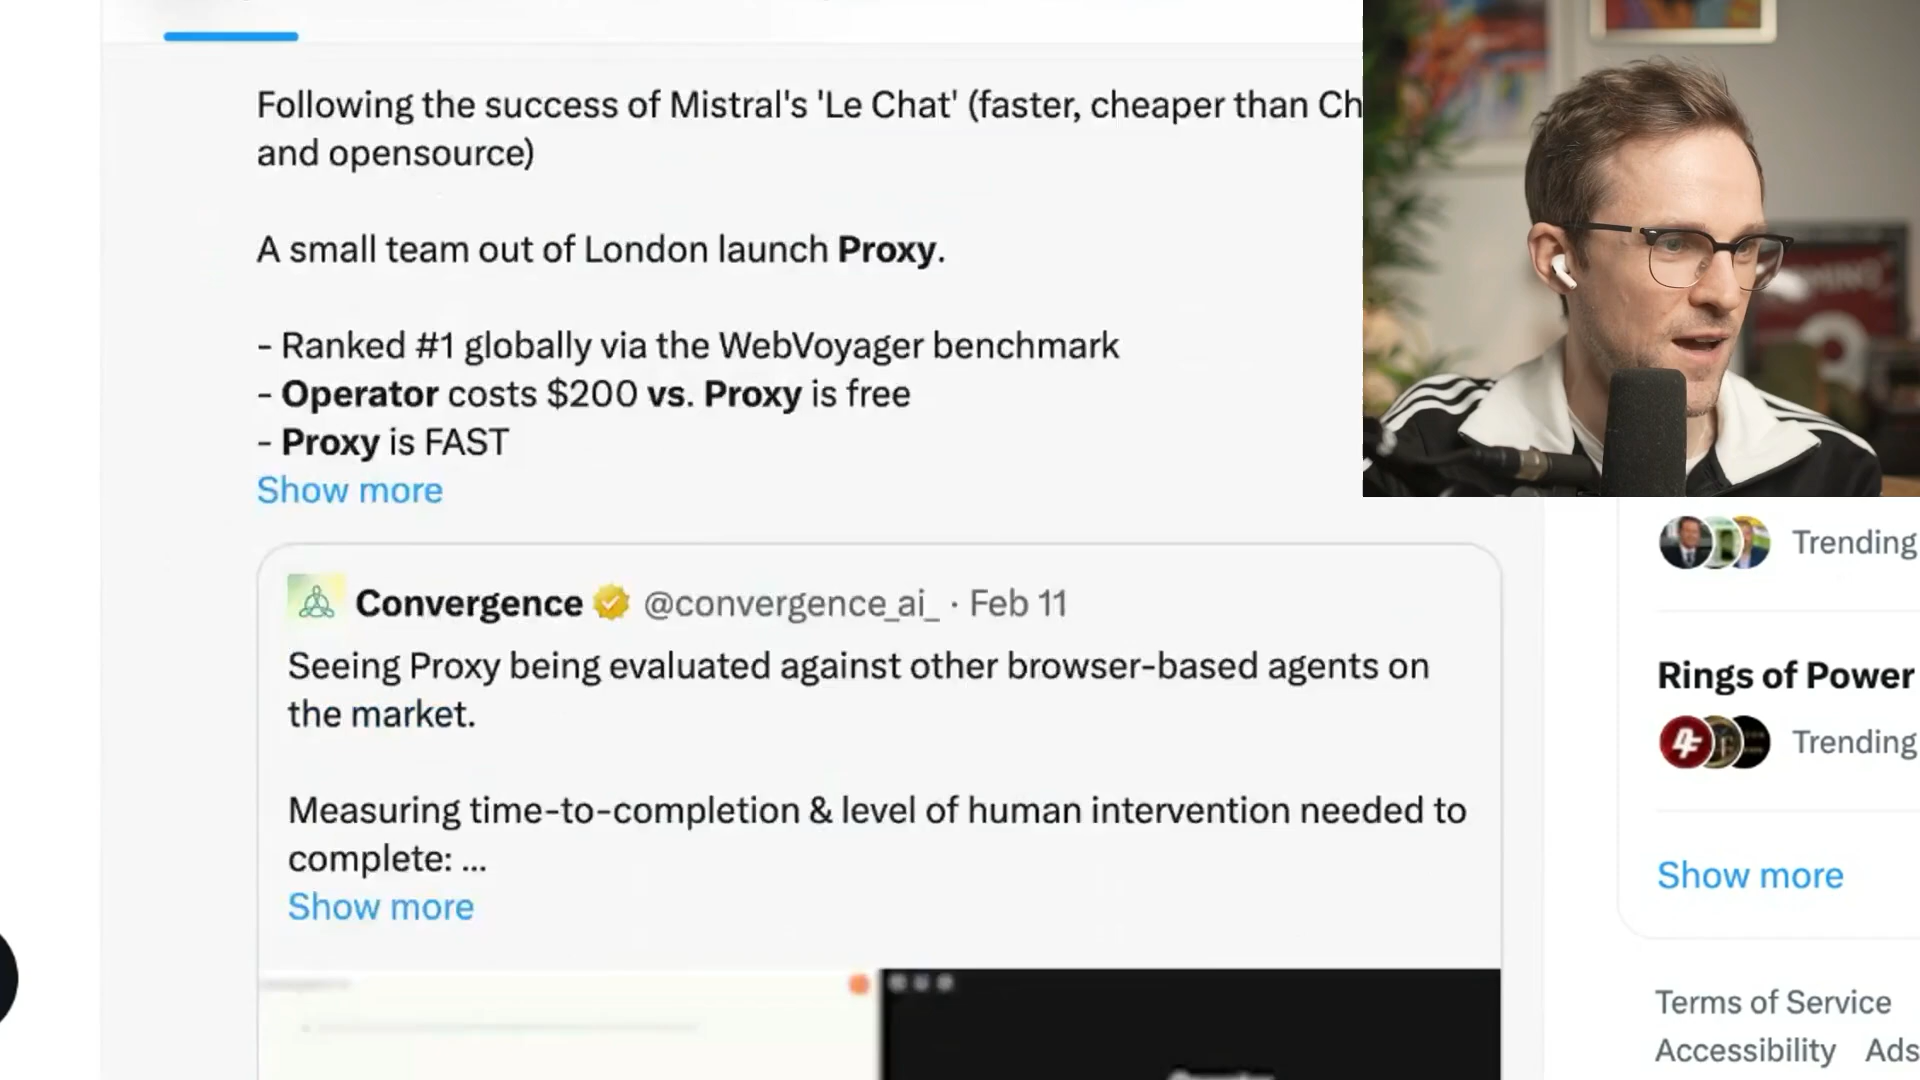 Following the success of Mistral's 'Le Chat' (faster, cheaper than Ch
and opensource)
A small team out of London launch Proxy.
- Ranked #1 globally via the WebVoyager benchmark
- Operator costs $200 vs. Proxy is free
- Proxy is FAST
Show more
Convergence @convergence_ai_ · Feb 11
Seeing Proxy being evaluated against other browser-based agents on
the market.
Measuring time-to-completion & level of human intervention needed to
complete: ...
Show more
Trending
Rings of Power
Trending
Show more
Terms of Service
Accessibility Ads